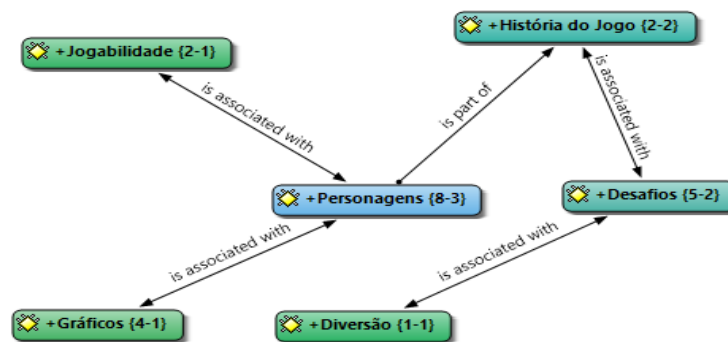 +História do Jogo {2-2}
+Jogabilidade {2-1}
is associated with
is part of
is associated with
+Personagens {8-3}
+Desafios {5-2}
is associated with
is associated with
+Gráficos {4-1}
+Diversão {1-1}